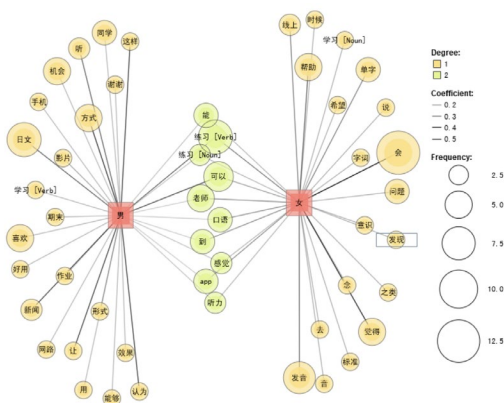 同学
这样
听
机会
谢谢
手机
方式
日文
影片
学习 [Verb]
期末
男
喜欢
好用
作业
新闻
形式
网路
让
效果
用
能够
认为
能
练习 [Verb]
练习 [Noun]
可以
老师
口语
到
感觉
app
听力
线上
时候
学习 [Noun]
帮助
单字
希望
说
字词
会
问题
女
意识
发现
念
之类
去
觉得
标准
发音
音
Degree:
1
2
Coefficient:
0. 2
0. 3
0. 4
0. 5
Frequency:
2. 5
5. 0
7. 5
10. 0
12. 5